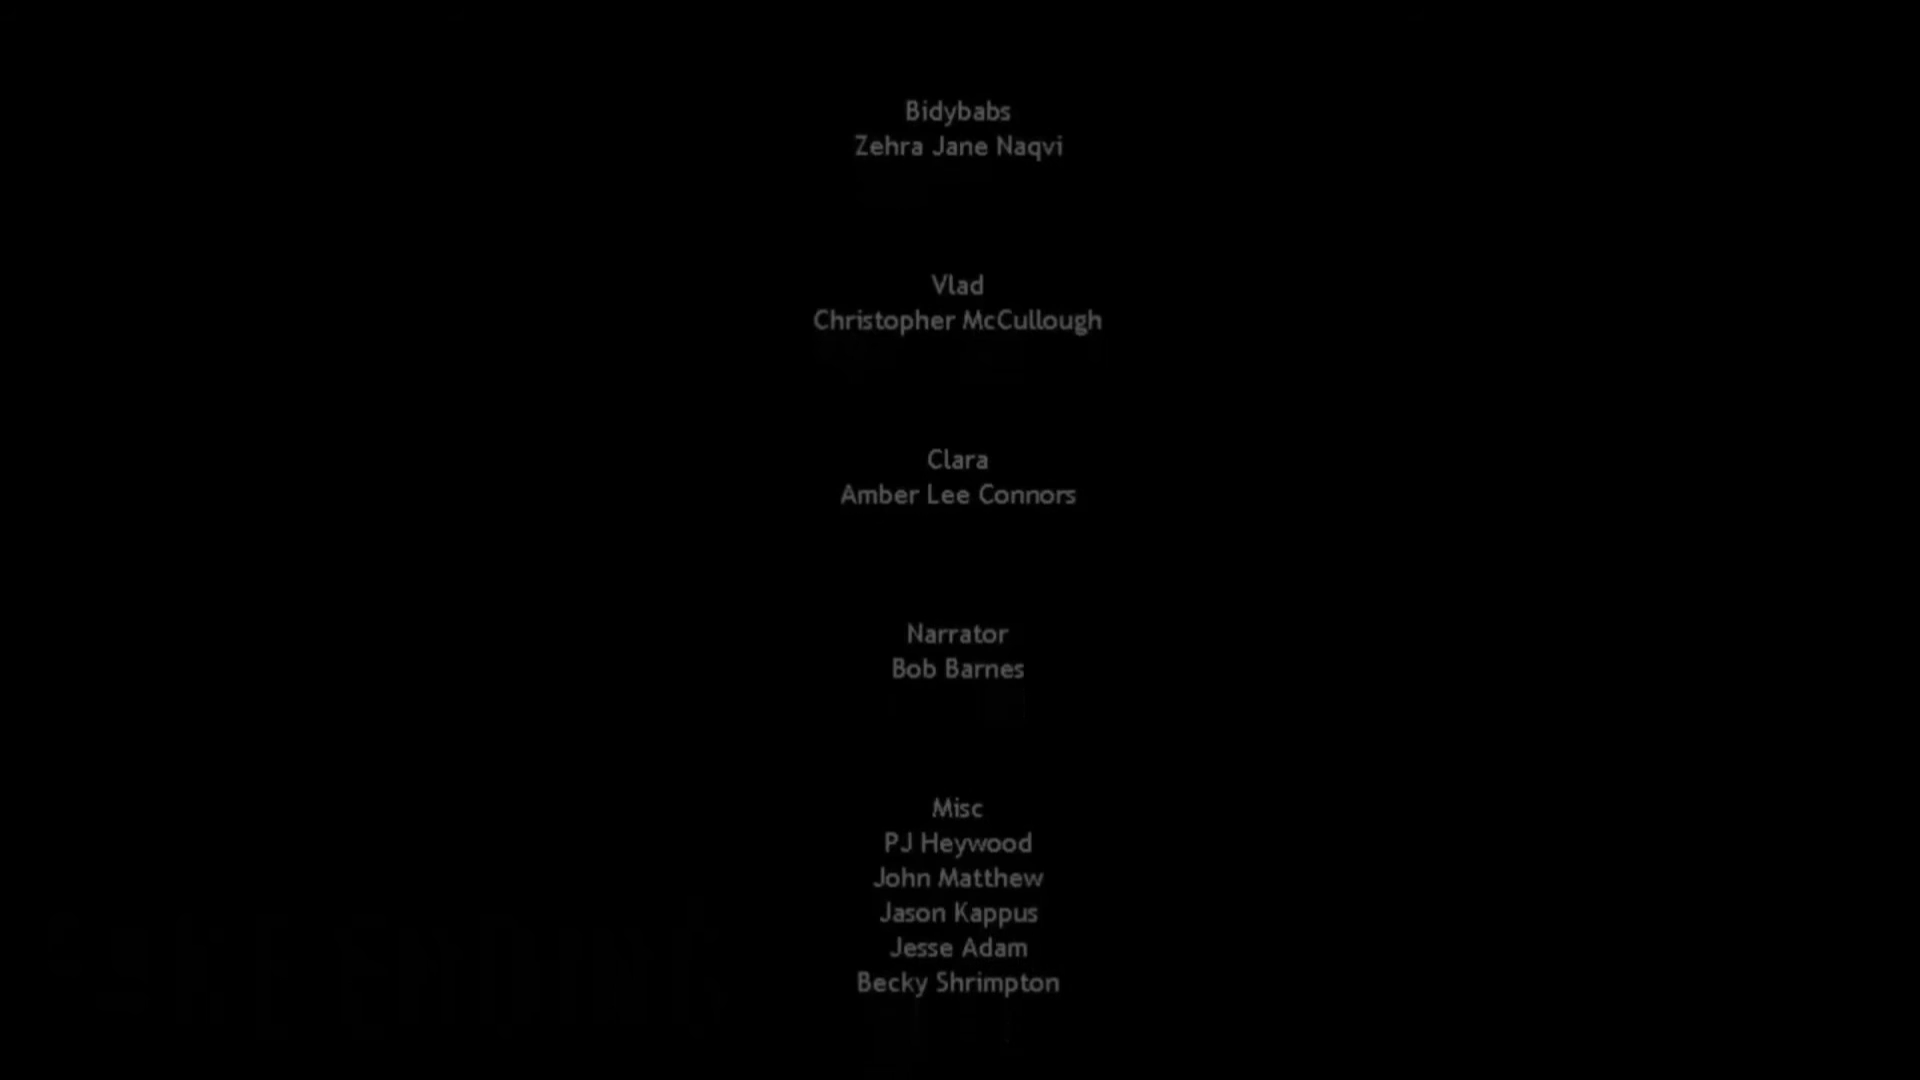 Bidybabs
Zehra Jane Naqvi
Vlad
Christopher McCullough
Clara
Amber Lee Connors
Narrator
Bob Barnes
Misc
PJ Heywood
John Matthew
Jason Kappus
Jesse Adam
Becky Shrimpton